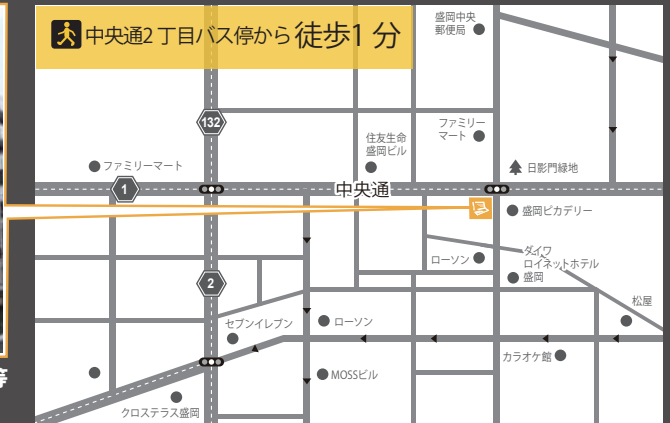 中央通2丁目バス停から徒歩1分
盛岡中央
郵便局
132
住友生命
盛岡ビル
ファミリー
マート
ファミリーマート
日影門緑地
1
中央通
盛岡ピカデリー
ローソン
ダイワ
ロイネットホテル
盛岡
2
セブンイレブン
ローソン
松屋
カラオケ館
MOSSビル
クロステラス盛岡
等